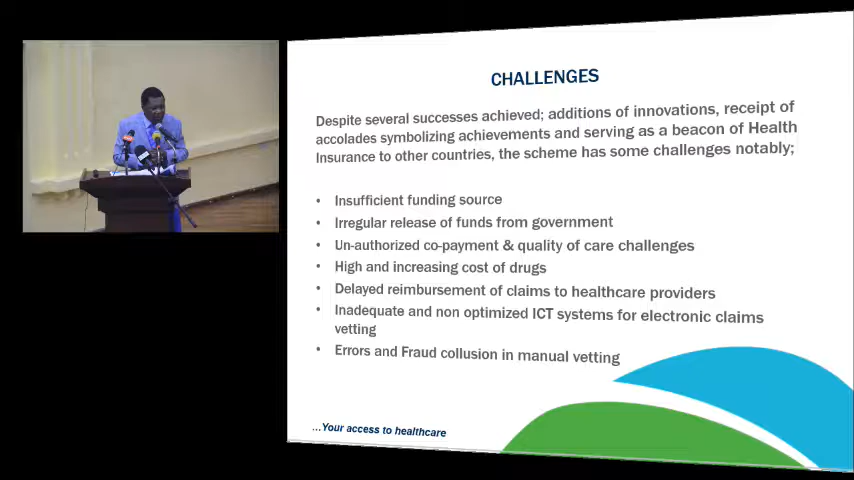 CHALLENGES
Despite several successes achieved; additions of innovations, receipt of
accolades symbolizing achievements and serving as a beacon of Health
Insurance to other countries, the scheme has some challenges notably;
• Insufficient funding source
• Irregular release of funds from government
• Un-authorized co-payment & quality of care challenges
• High and increasing cost of drugs
• Delayed reimbursement of claims to healthcare providers
• Inadequate and non optimized ICT systems for electronic claims
vetting
• Errors and Fraud collusion in manual vetting
...Your access to healthcare